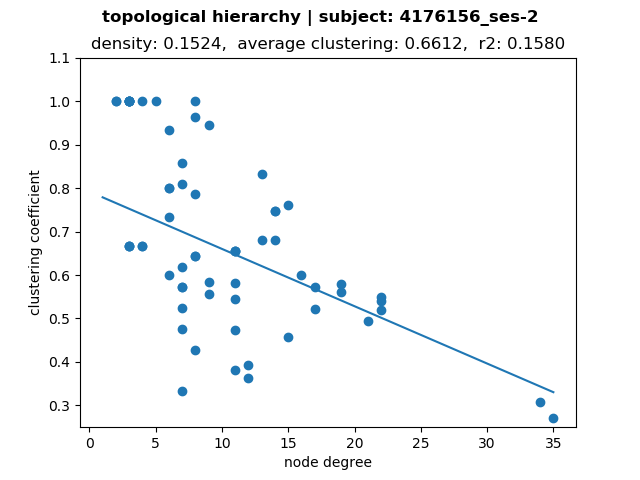 topological hierarchy | subject: 4176156_ses-2
density: 0.1524,  average clustering: 0.6612,  r2: 0.1580
1.1
1.0
0.9
0.8
0.7
0.6
0.5
0.4
0.3
clustering coefficient
0 5 10 15 20 25 30 35
node degree